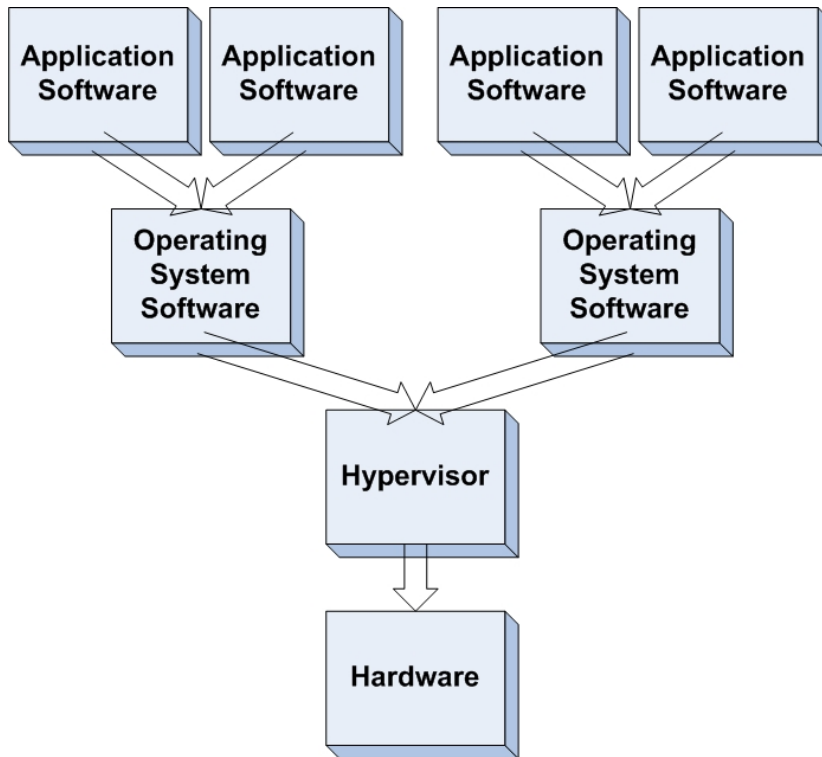 Application
Software
Application
Software
Application
Software
Application
Software
Operating
System
Software
Operating
System
Software
Hypervisor
Hardware